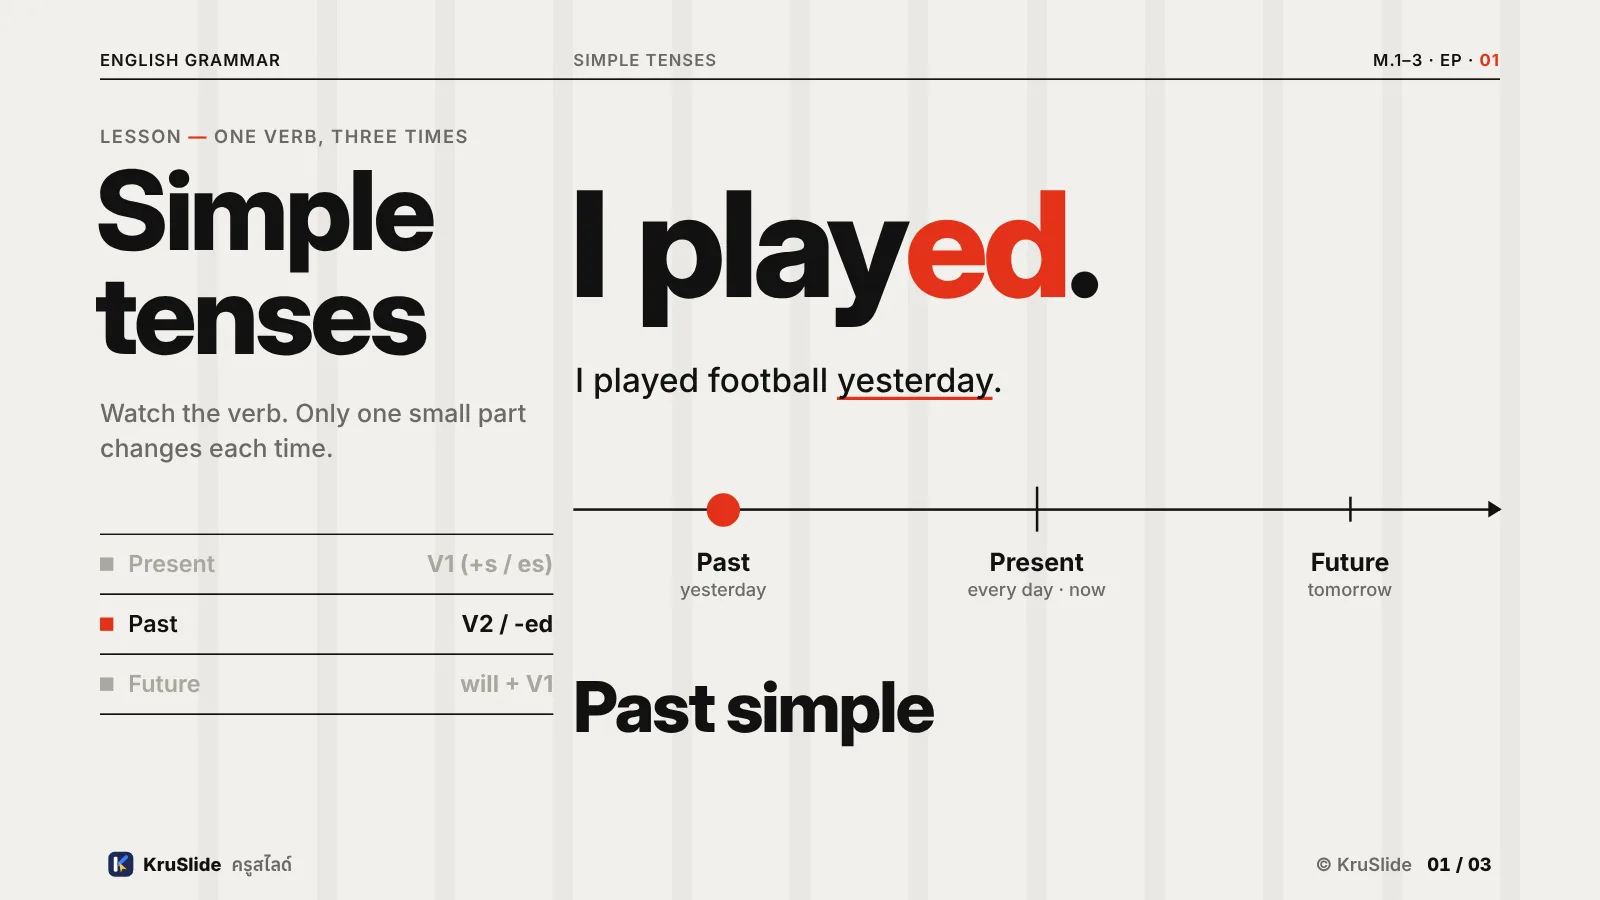 ENGLISH GRAMMAR
SIMPLE TENSES
M.1–3 · EP · 01
LESSON — ONE VERB, THREE TIMES
Simple
tenses
Watch the verb. Only one small part
changes each time.
Present V1 (+s / es)
Past V2 / -ed
Future will + V1
I played.
I played football yesterday.
Past Present Future
yesterday every day · now tomorrow
Past simple
KruSlide ครูสไลด์
© KruSlide 01 / 03